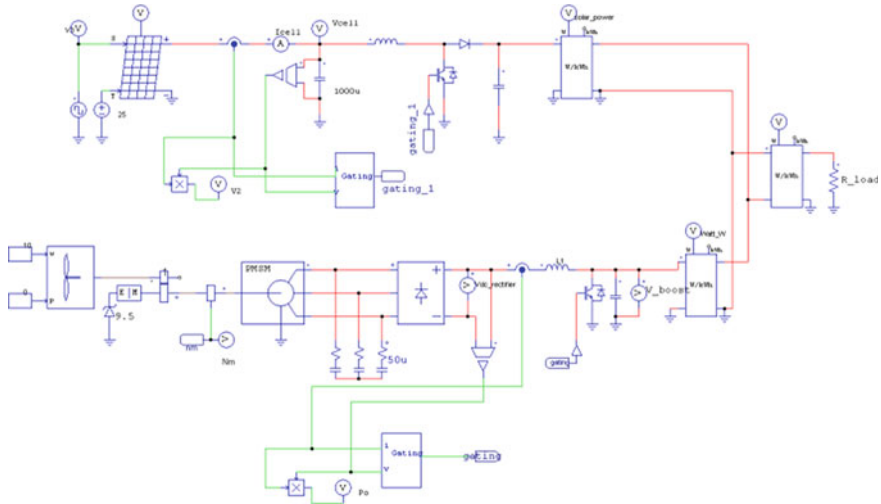 V
V
V
solar_power
V
Vcell
Icell
A
S
T
25
1000u
gating_1
W/kWh
V
V2
Gating
i
v
gating_1
V
W/kWh
R_load
10
w
0
P
PMSM
Vdc_rectifier
L1
V
Watt_W
W/kWh
V_boost
9.5
Nm
V
Nm
50u
gating
Gating
i
V
gating
Po
V